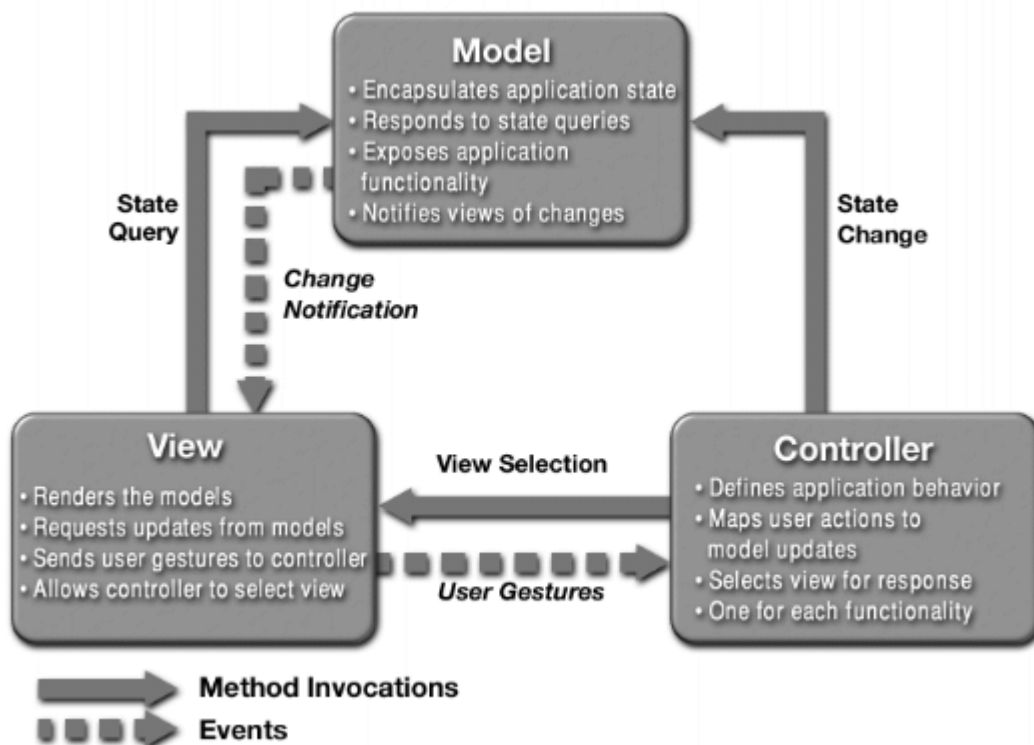 Model
• Encapsulates application state
• Responds to state queries
• Exposes application
functionality
• Notifies views of changes
State
Query
State
Change
Change
Notification
View
• Renders the models
• Requests updates from models
• Sends user gestures to controller
• Allows controller to select view
View Selection
User Gestures
Controller
• Defines application behavior
• Maps user actions to
model updates
• Selects view for response
• One for each functionality
Method Invocations
Events